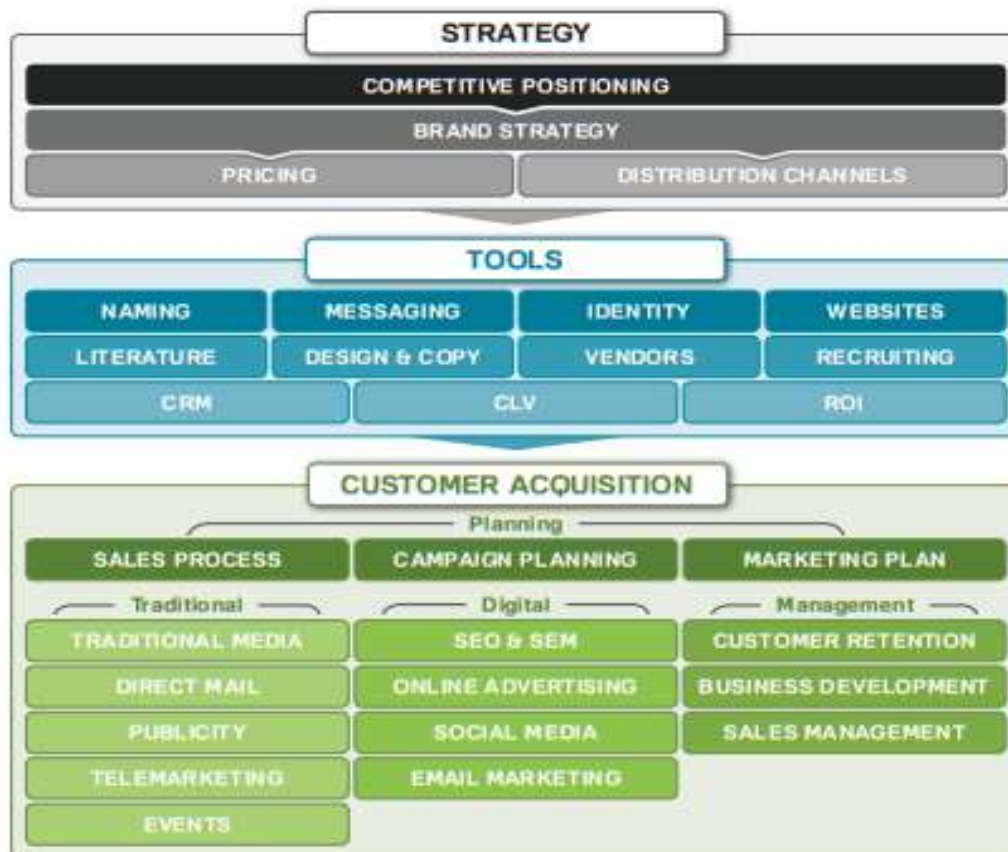 STRATEGY
COMPETITIVE POSITIONING
BRAND STRATEGY
PRICING DISTRIBUTION CHANNELS
TOOLS
NAMING MESSAGING IDENTITY WEBSITES
LITERATURE DESIGN & COPY VENDORS RECRUITING
CRM CLV ROI
CUSTOMER ACQUISITION
Planning
SALES PROCESS CAMPAIGN PLANNING MARKETING PLAN
Traditional Digital Management
TRADITIONAL MEDIA SEO & SEM CUSTOMER RETENTION
DIRECT MAIL ONLINE ADVERTISING BUSINESS DEVELOPMENT
PUBLICITY SOCIAL MEDIA SALES MANAGEMENT
TELEMARKETING EMAIL MARKETING
EVENTS